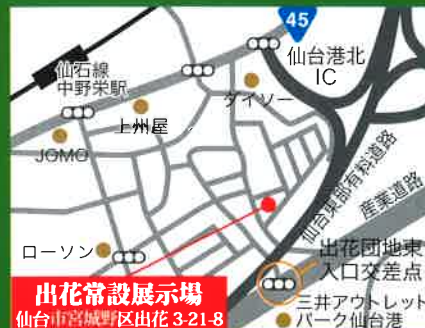 45
仙石線
中野栄駅
仙台港北
IC
ダイソー
上州屋
JOMO
仙台東部有料道路
産業道路
ローソン
出花団地東
入口交差点
出花常設展示場
仙台市宮城野区出花 3-21-8
三井アウトレット
パーク仙台港